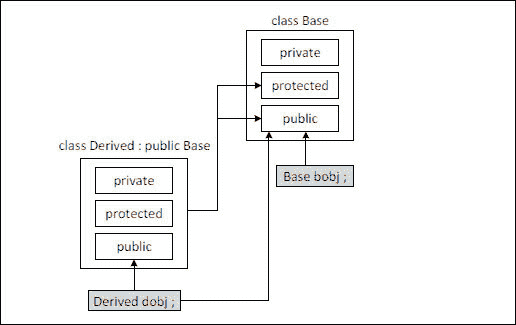 class Base
private
protected
public
Base bobj ;
class Derived : public Base
private
protected
public
Derived dobj ;